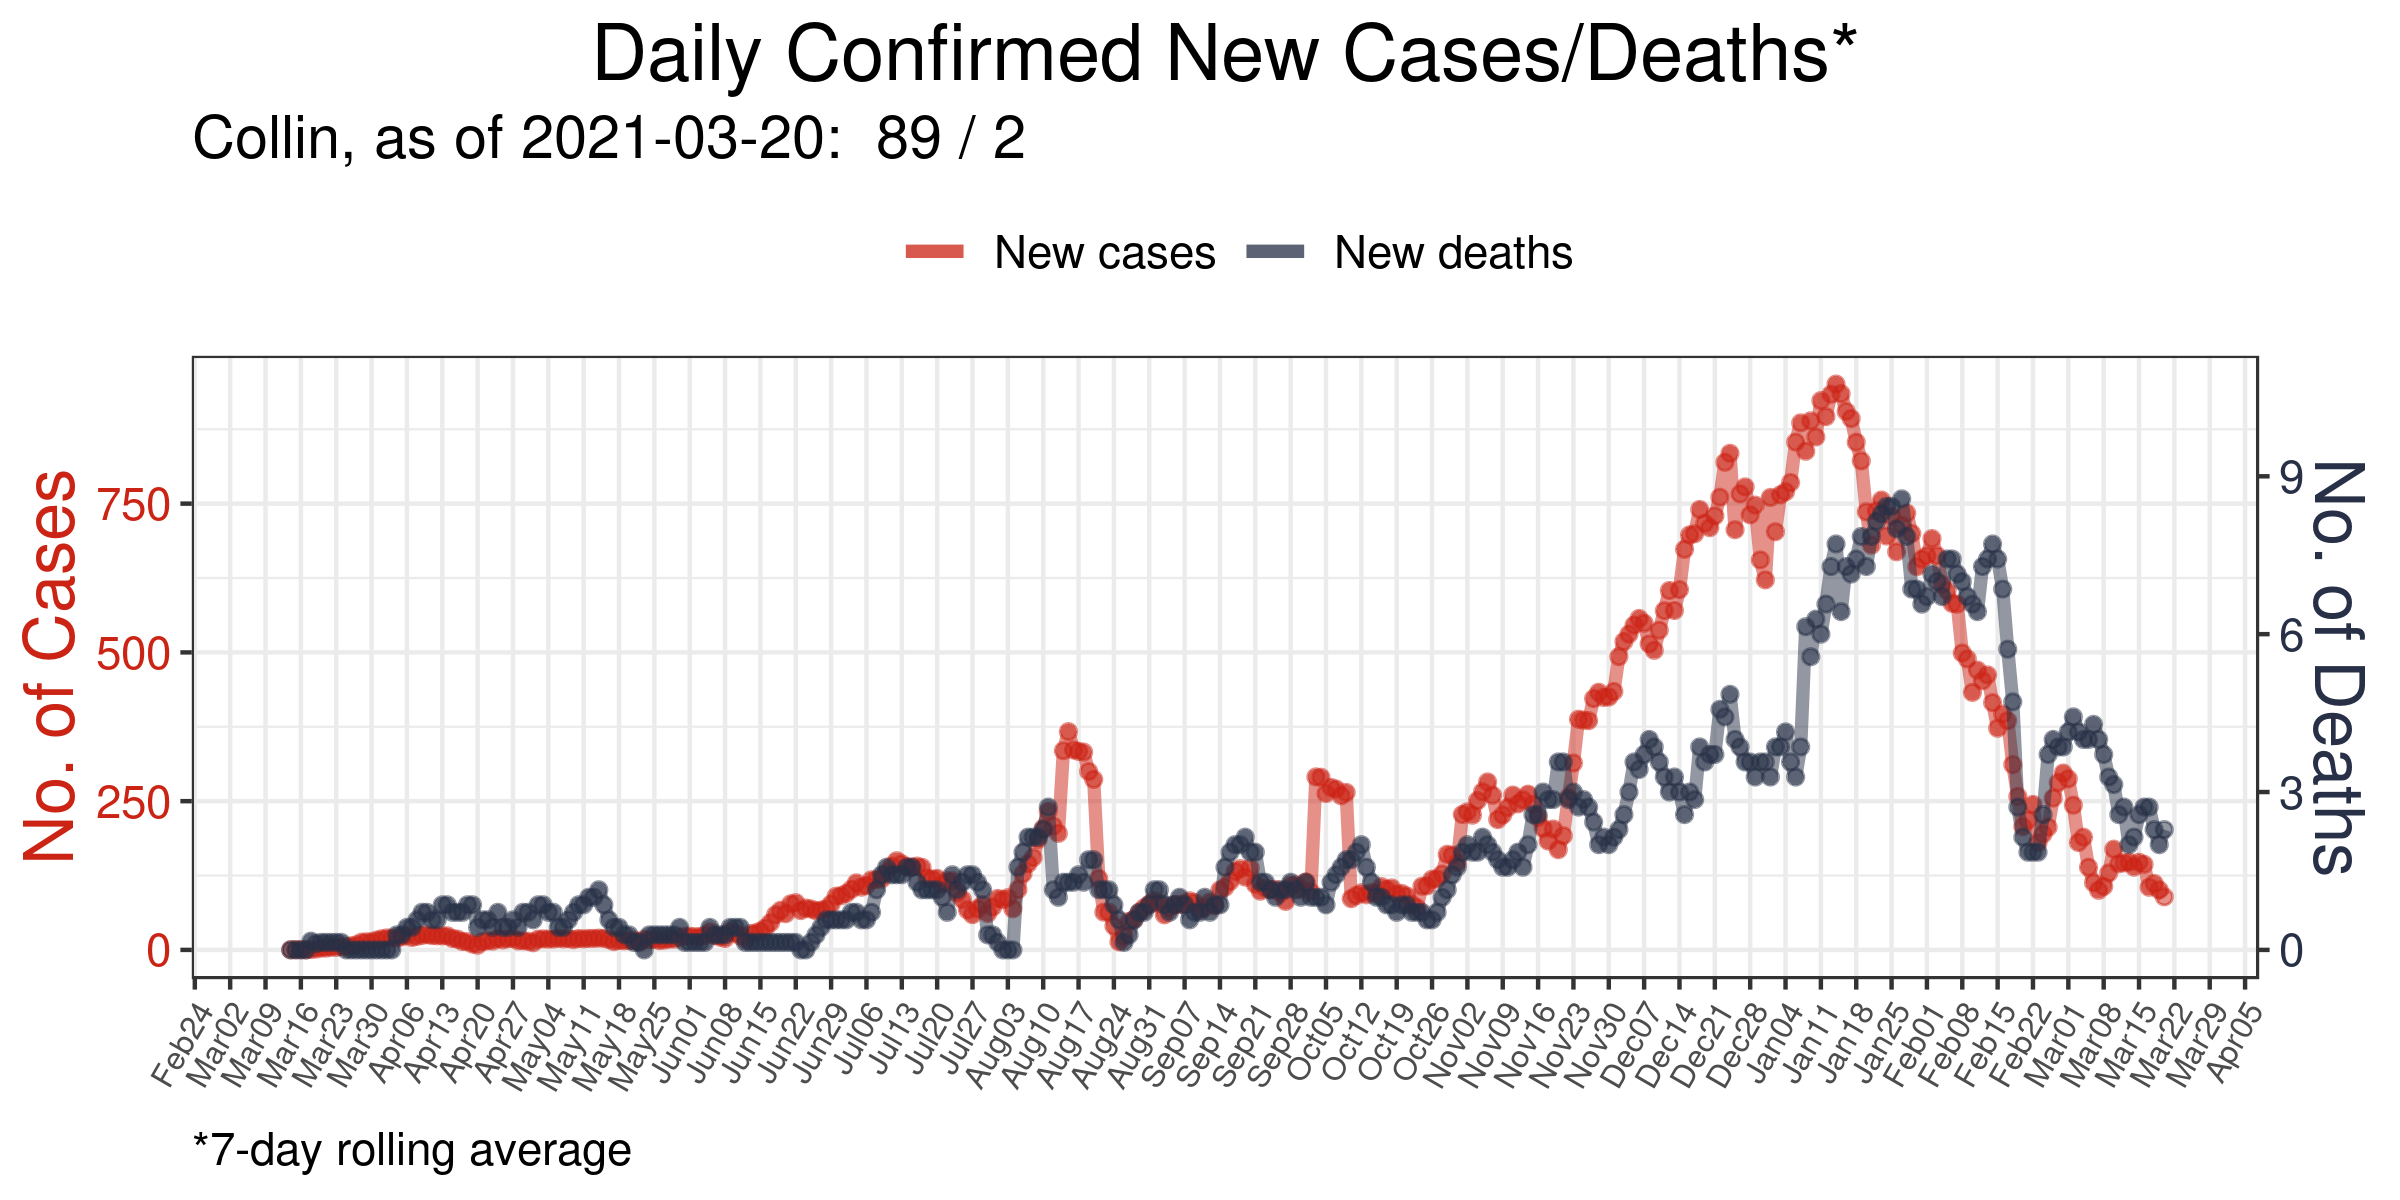 Daily Confirmed New Cases/Deaths*
Collin, as of 2021-03-20:  89 / 2
New cases
New deaths
No. of Cases
750
500
250
0
9
6
3
0
No. of Deaths
Feb24
Mar02
Mar09
Mar16
Mar23
Mar30
Apr06
Apr13
Apr20
Apr27
May04
May11
May18
May25
Jun01
Jun08
Jun15
Jun22
Jun29
Jul06
Jul13
Jul20
Jul27
Aug03
Aug10
Aug17
Aug24
Aug31
Sep07
Sep14
Sep21
Sep28
Oct05
Oct12
Oct19
Oct26
Nov02
Nov09
Nov16
Nov23
Nov30
Dec07
Dec14
Dec21
Dec28
Jan04
Jan11
Jan18
Jan25
Feb01
Feb08
Feb15
Feb22
Mar01
Mar08
Mar15
Mar22
Mar29
Apr05
*7-day rolling average